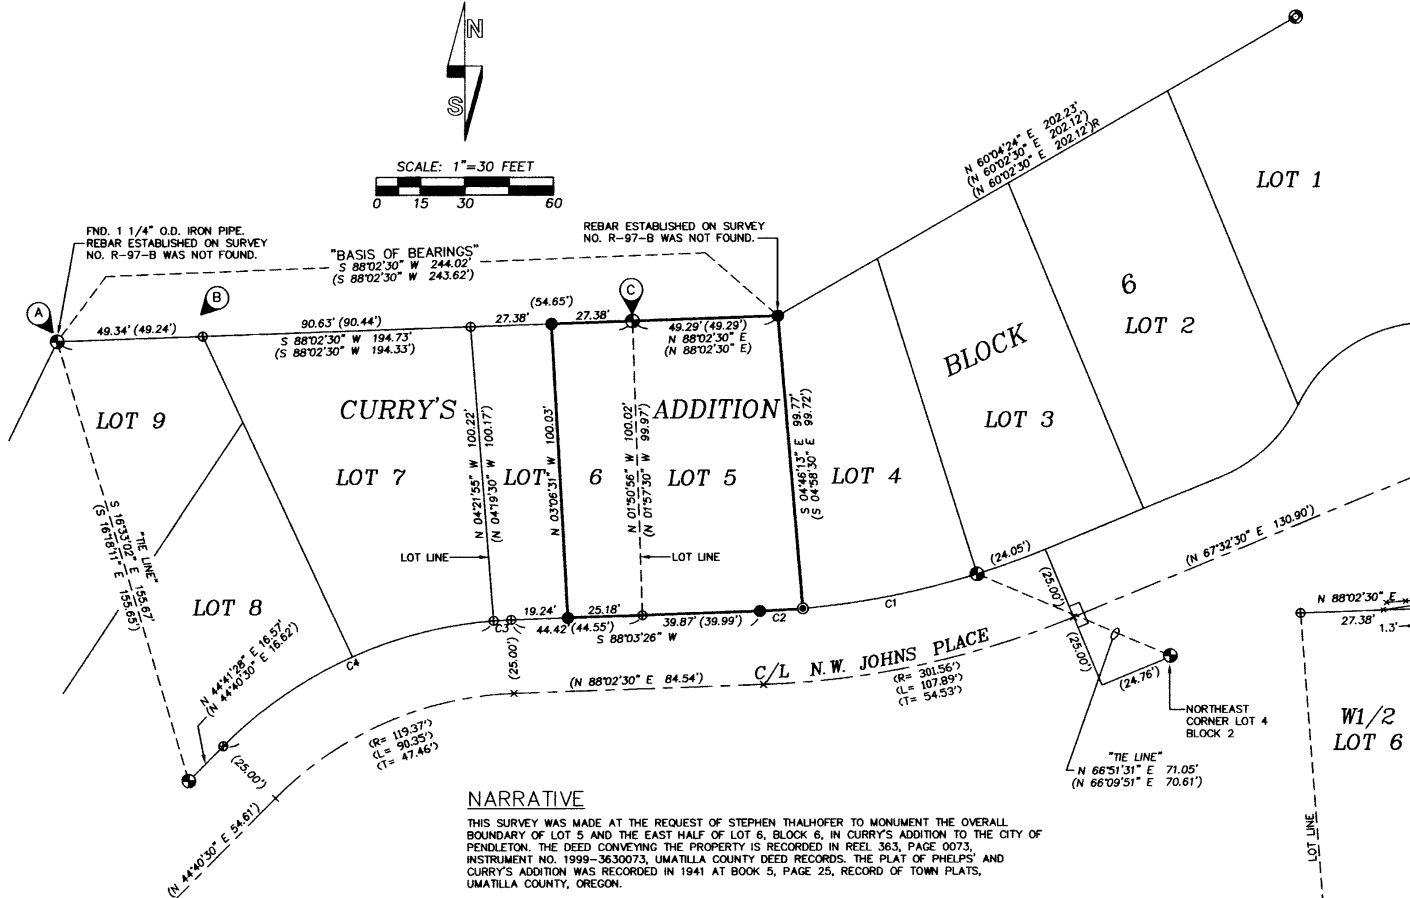 N
S
SCALE: 1"=30 FEET
0 15 30 60
FND. 1 1/4" O.D. IRON PIPE.
REBAR ESTABLISHED ON SURVEY
NO. R-97-B WAS NOT FOUND.
"BASIS OF BEARINGS"
S 88°02'30" W 244.02'
(S 88°02'30" W 243.62')
REBAR ESTABLISHED ON SURVEY
NO. R-97-B WAS NOT FOUND.
N 60°04'24" E 202.23'
(N 60°02'30" E 202.12')
(N 60°02'30" E 202.12')R
LOT 1
A
B
C
49.34' (49.24')
90.63' (90.44')
S 88°02'30" W 194.73'
(S 88°02'30" W 194.33')
27.38'
(54.65')
27.38'
49.29' (49.29')
N 88°02'30" E
(N 88°02'30" E)
6
LOT 2
BLOCK
LOT 3
CURRY'S
ADDITION
LOT 9
LOT 7
LOT
6
LOT 5
LOT 4
LOT 8
N 04°21'55" W 100.22'
(N 04°19'30" W 100.17')
N 03°06'31" W 100.03'
N 01°50'56" W 100.02'
(N 01°57'30" W 99.97')
S 04°46'13" E 99.77'
(S 04°58'30" E 99.72')
LOT LINE
LOT LINE
"TIE LINE"
S 16°33'02" E 155.67'
(S 16°18'11" E 155.65')
N 44°41'28" E 16.57'
(N 44°40'30" E 16.62')
C4
C3
19.24'
25.18'
44.42' (44.55')
39.87' (39.99')
S 88°03'26" W
C2
C1
(24.05')
(25.00')
(25.00')
(25.00')
(25.00')
(24.76')
(N 67°32'30" E 130.90')
(N 88°02'30" E 84.54')
C/L N.W. JOHNS PLACE
(R= 301.56')
(L= 107.89')
(T= 54.53')
(R= 119.37')
(L= 90.35')
(T= 47.46')
(N 44°40'30" E 54.61')
NORTHEAST
CORNER LOT 4
BLOCK 2
"TIE LINE"
N 66°51'31" E 71.05'
(N 66°09'51" E 70.61')
N 88°02'30" E
27.38'
1.3'
W1/2
LOT 6
LOT LINE
NARRATIVE
THIS SURVEY WAS MADE AT THE REQUEST OF STEPHEN THALHOFER TO MONUMENT THE OVERALL
BOUNDARY OF LOT 5 AND THE EAST HALF OF LOT 6, BLOCK 6, IN CURRY'S ADDITION TO THE CITY OF
PENDLETON. THE DEED CONVEYING THE PROPERTY IS RECORDED IN REEL 363, PAGE 0073,
INSTRUMENT NO. 1999-3630073, UMATILLA COUNTY DEED RECORDS. THE PLAT OF PHELPS' AND
CURRY'S ADDITION WAS RECORDED IN 1941 AT BOOK 5, PAGE 25, RECORD OF TOWN PLATS,
UMATILLA COUNTY, OREGON.